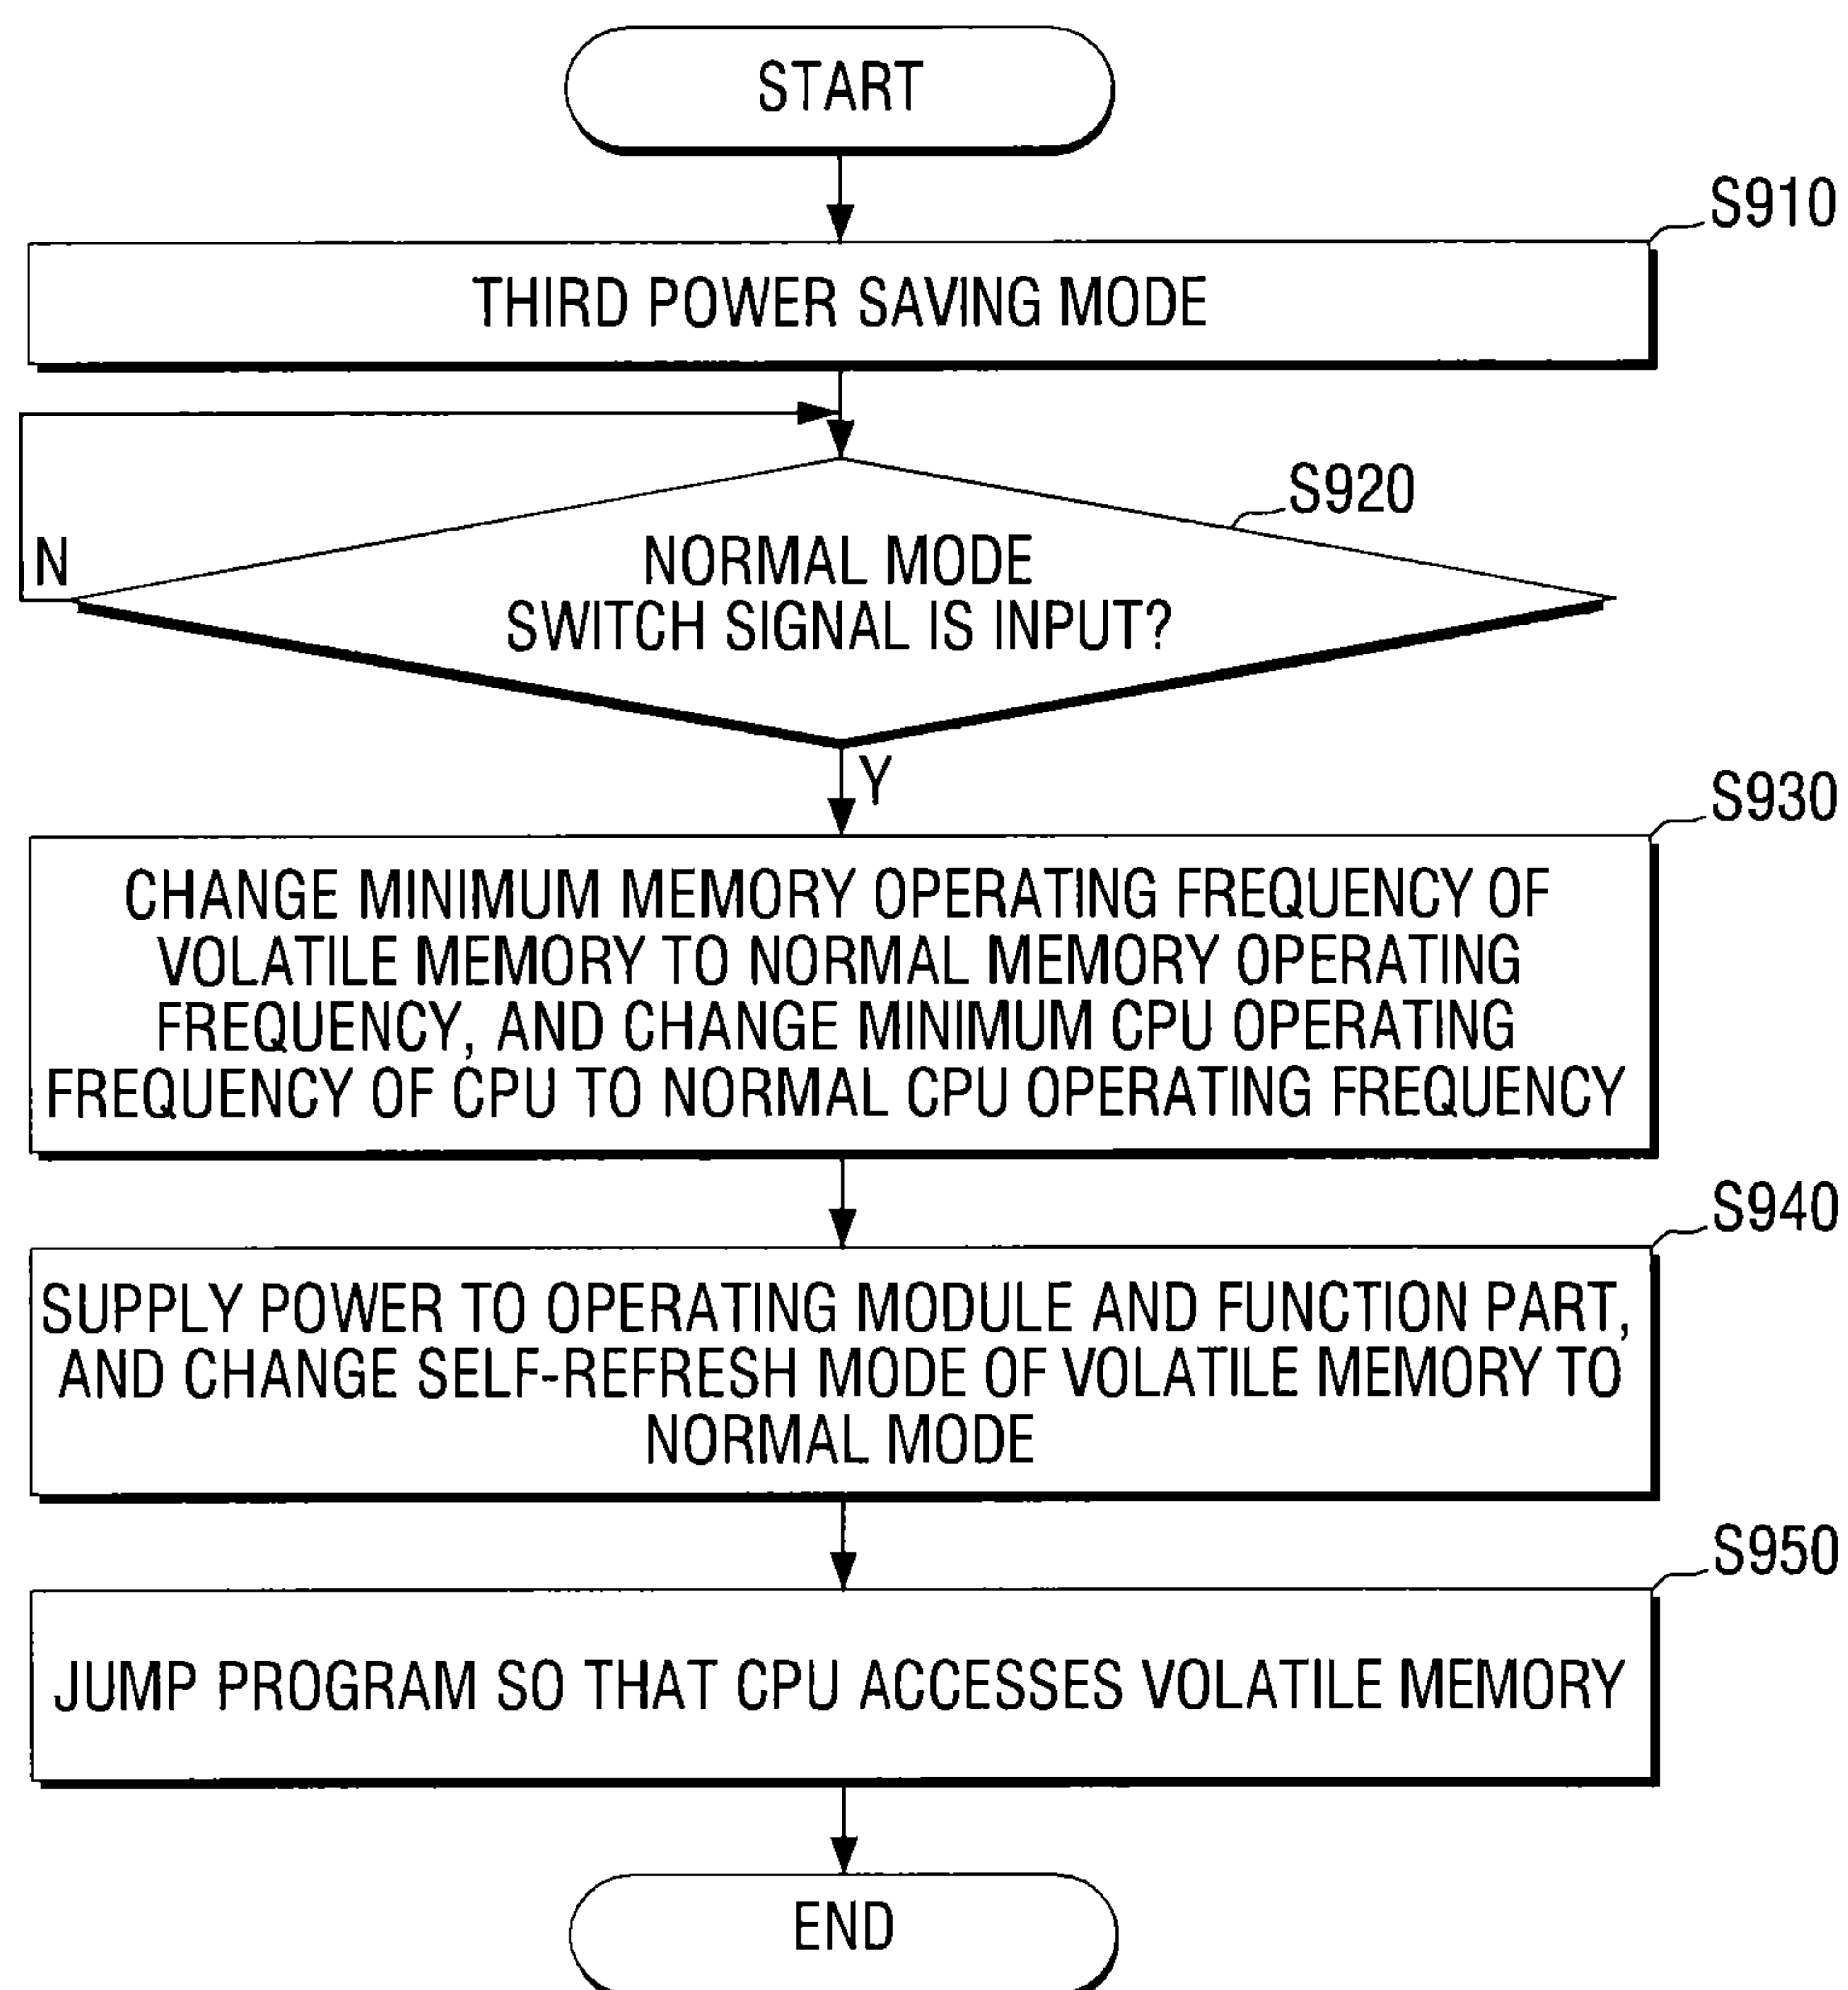 START
S910
THIRD POWER SAVING MODE
S920
N
NORMAL MODE
SWITCH SIGNAL IS INPUT?
Y
S930
CHANGE MINIMUM MEMORY OPERATING FREQUENCY OF
VOLATILE MEMORY TO NORMAL MEMORY OPERATING
FREQUENCY, AND CHANGE MINIMUM CPU OPERATING
FREQUENCY OF CPU TO NORMAL CPU OPERATING FREQUENCY
S940
SUPPLY POWER TO OPERATING MODULE AND FUNCTION PART,
AND CHANGE SELF-REFRESH MODE OF VOLATILE MEMORY TO
NORMAL MODE
S950
JUMP PROGRAM SO THAT CPU ACCESSES VOLATILE MEMORY
END